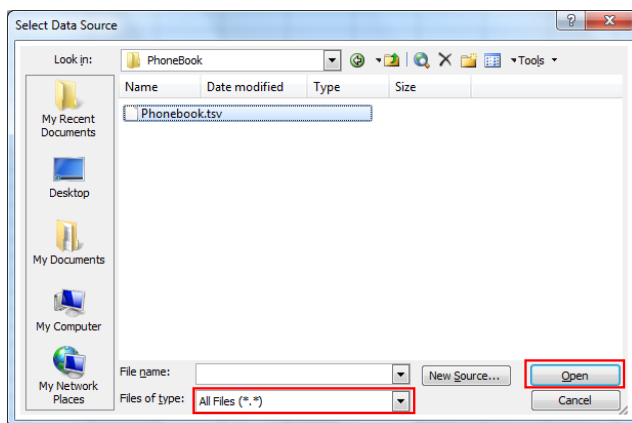 Select Data Source
Look in: PhoneBook Tools
Name Date modified Type Size
Phonebook.tsv
My Recent
Documents
Desktop
My Documents
My Computer
My Network
Places
File name: New Source... Open
Files of type: All Files (*.*) Cancel